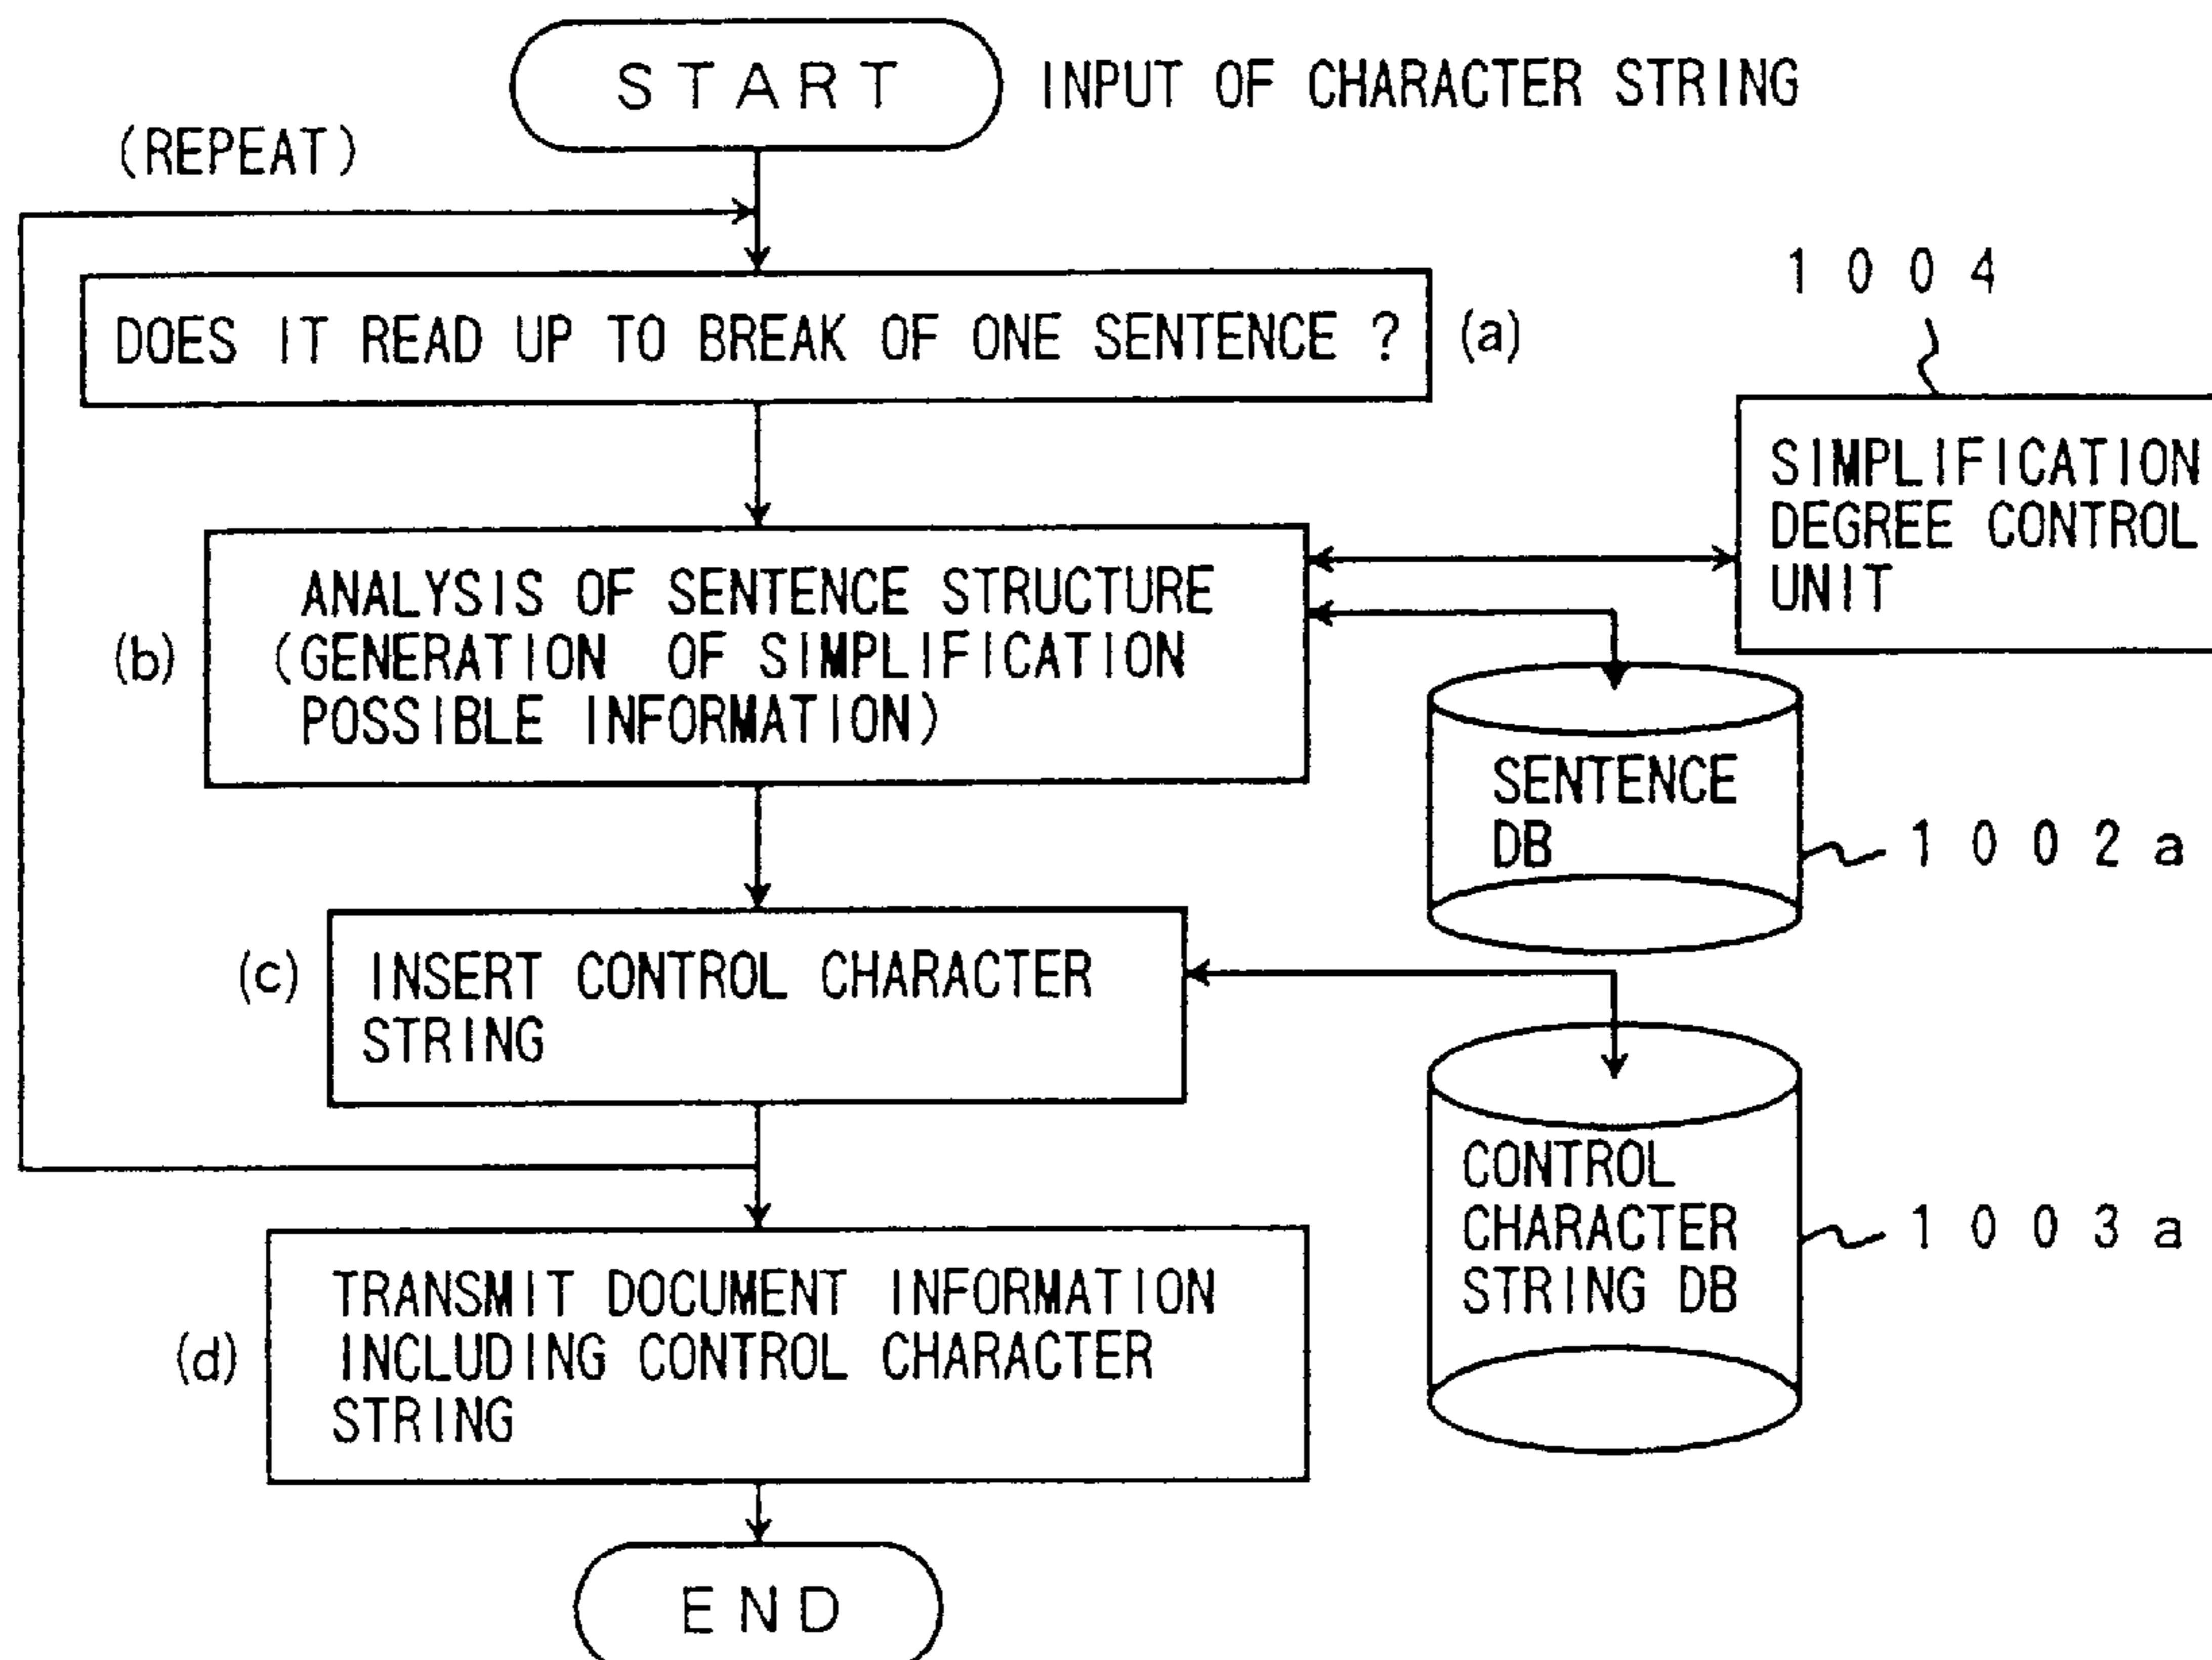 START
INPUT OF CHARACTER STRING
(REPEAT)
DOES IT READ UP TO BREAK OF ONE SENTENCE ?
(a)
1004
SIMPLIFICATION
DEGREE CONTROL
UNIT
(b)
ANALYSIS OF SENTENCE STRUCTURE
(GENERATION OF SIMPLIFICATION
POSSIBLE INFORMATION)
SENTENCE
DB
1002a
(c)
INSERT CONTROL CHARACTER
STRING
CONTROL
CHARACTER
STRING DB
1003a
(d)
TRANSMIT DOCUMENT INFORMATION
INCLUDING CONTROL CHARACTER
STRING
END